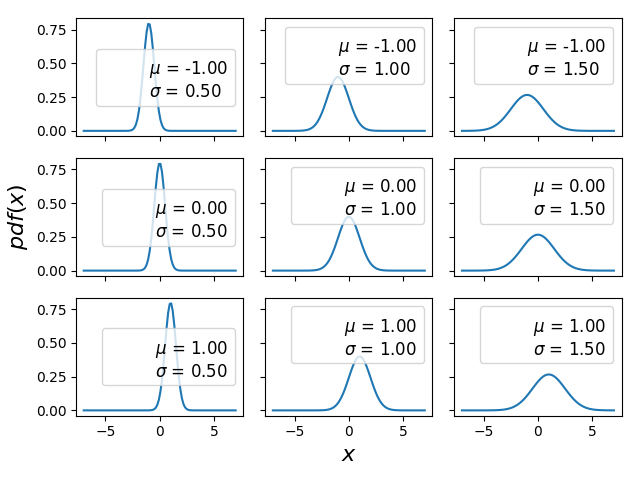 0.75
0.50
0.25
0.00
−5
0
5
μ = -1.00
σ = 0.50
μ = -1.00
σ = 1.00
μ = -1.00
σ = 1.50
pdf(x)
0.75
0.50
0.25
0.00
μ = 0.00
σ = 0.50
μ = 0.00
σ = 1.00
μ = 0.00
σ = 1.50
0.75
0.50
0.25
0.00
μ = 1.00
σ = 0.50
μ = 1.00
σ = 1.00
μ = 1.00
σ = 1.50
−5
0
5
−5
0
5
x